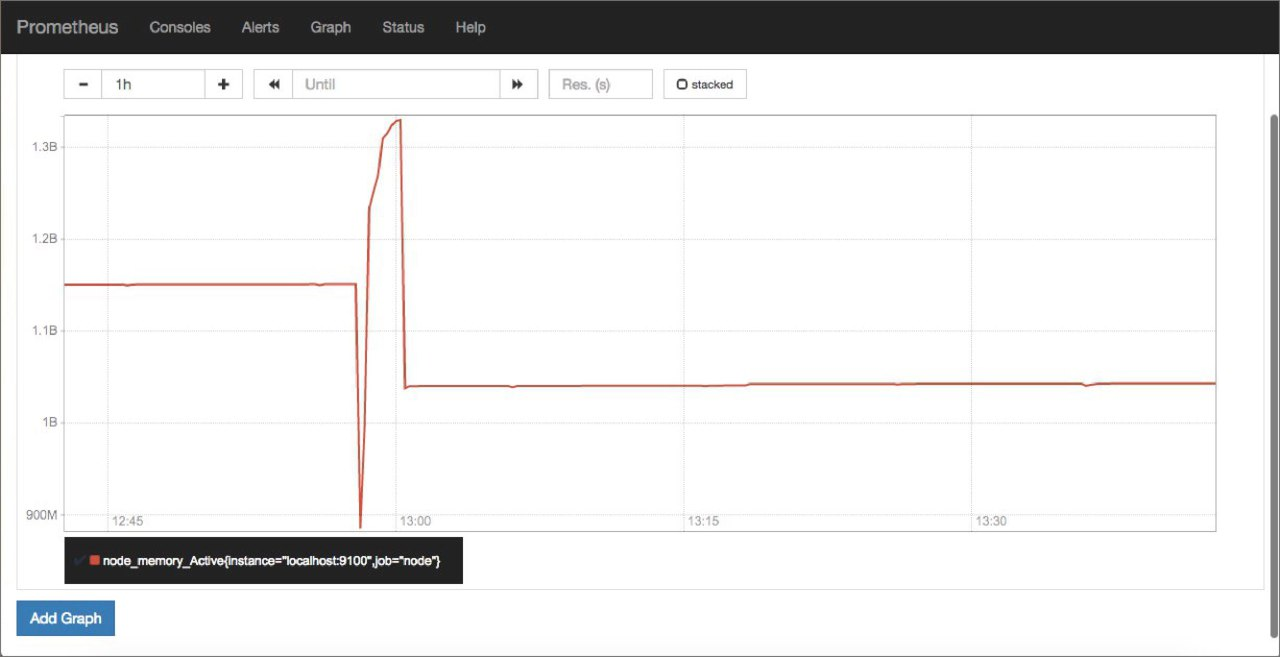 Prometheus Consoles Alerts Graph Status Help
− 1h + Until Res. (s) stacked
1.3B
1.2B
1.1B
1B
900M
12:45 13:00 13:15 13:30
node_memory_Active{instance="localhost:9100",job="node"}
Add Graph